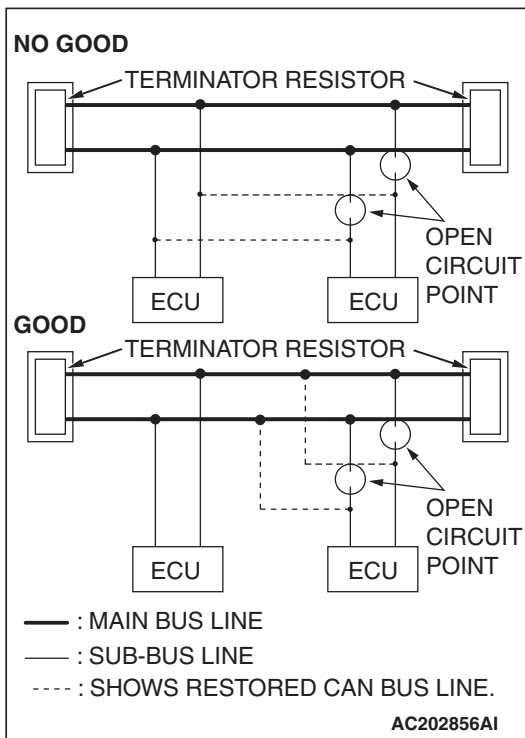 NO GOOD
TERMINATOR RESISTOR
OPEN
CIRCUIT
POINT
ECU
ECU
GOOD
TERMINATOR RESISTOR
OPEN
CIRCUIT
POINT
ECU
ECU
: MAIN BUS LINE
: SUB-BUS LINE
: SHOWS RESTORED CAN BUS LINE.
AC202856AI